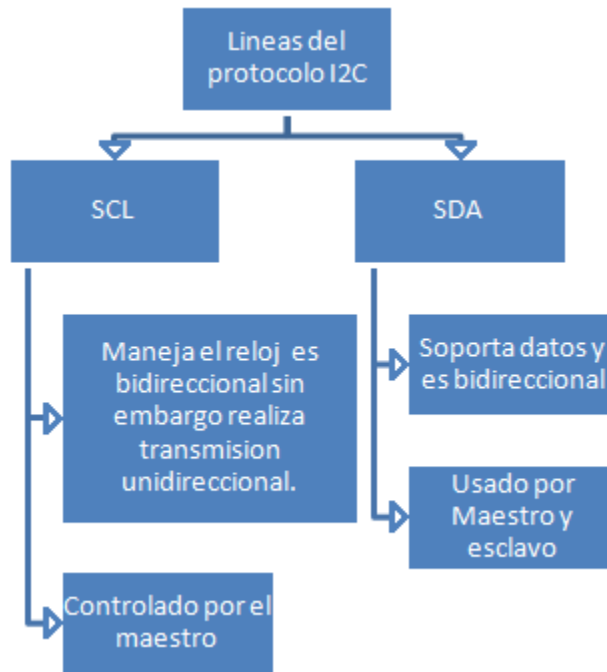 Lineas del
protocolo I2C
SCL
SDA
Maneja el reloj es
bidireccional sin
embargo realiza
transmision
unidireccional.
Soporta datos y
es bidireccional
Usado por
Maestro y
esclavo
Controlado por el
maestro